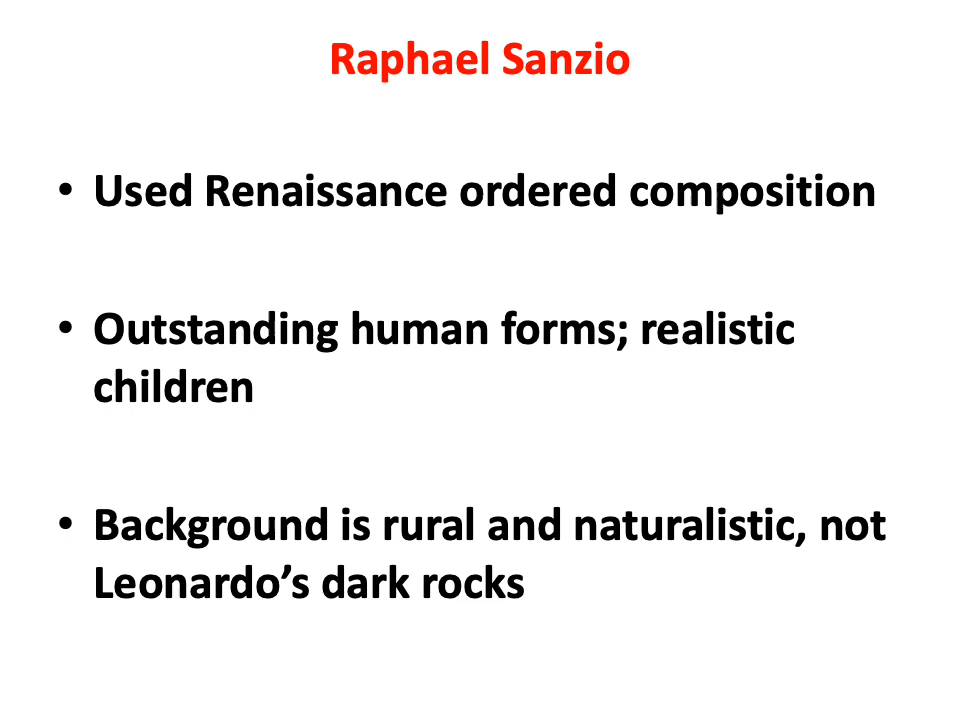 Raphael Sanzio
• Used Renaissance ordered composition
• Outstanding human forms; realistic
children
• Background is rural and naturalistic, not
Leonardo’s dark rocks